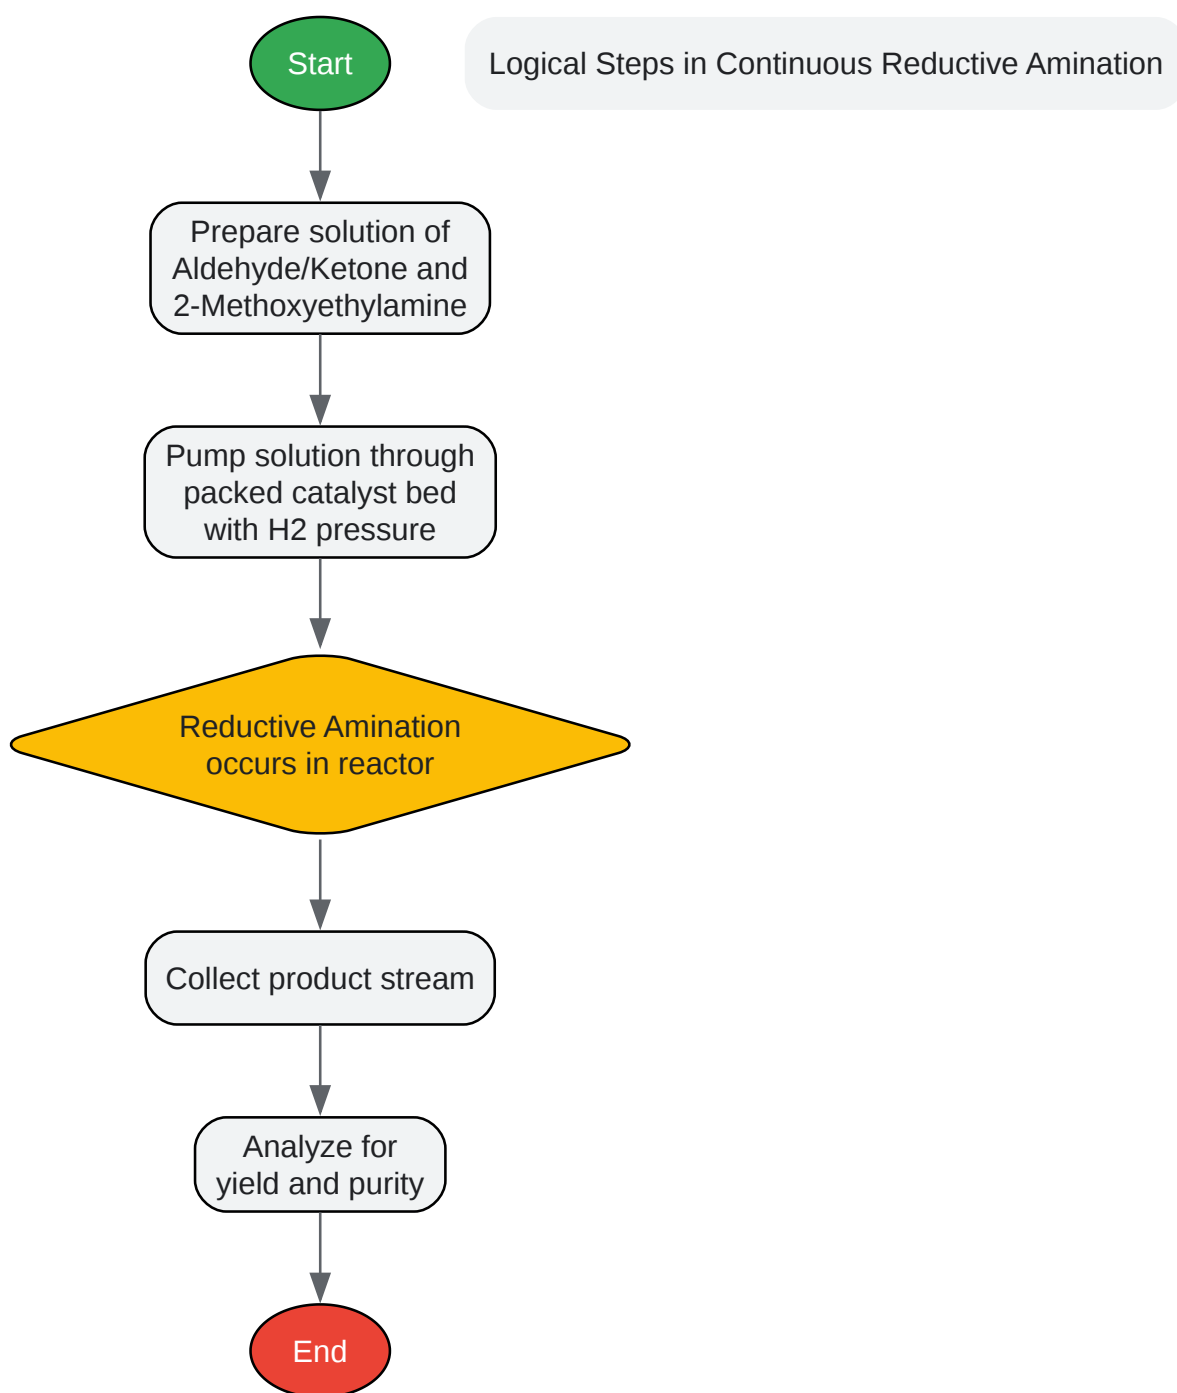 Start
Logical Steps in Continuous Reductive Amination
Prepare solution of
Aldehyde/Ketone and
2-Methoxyethylamine
Pump solution through
packed catalyst bed
with H2 pressure
Reductive Amination
occurs in reactor
Collect product stream
Analyze for
yield and purity
End